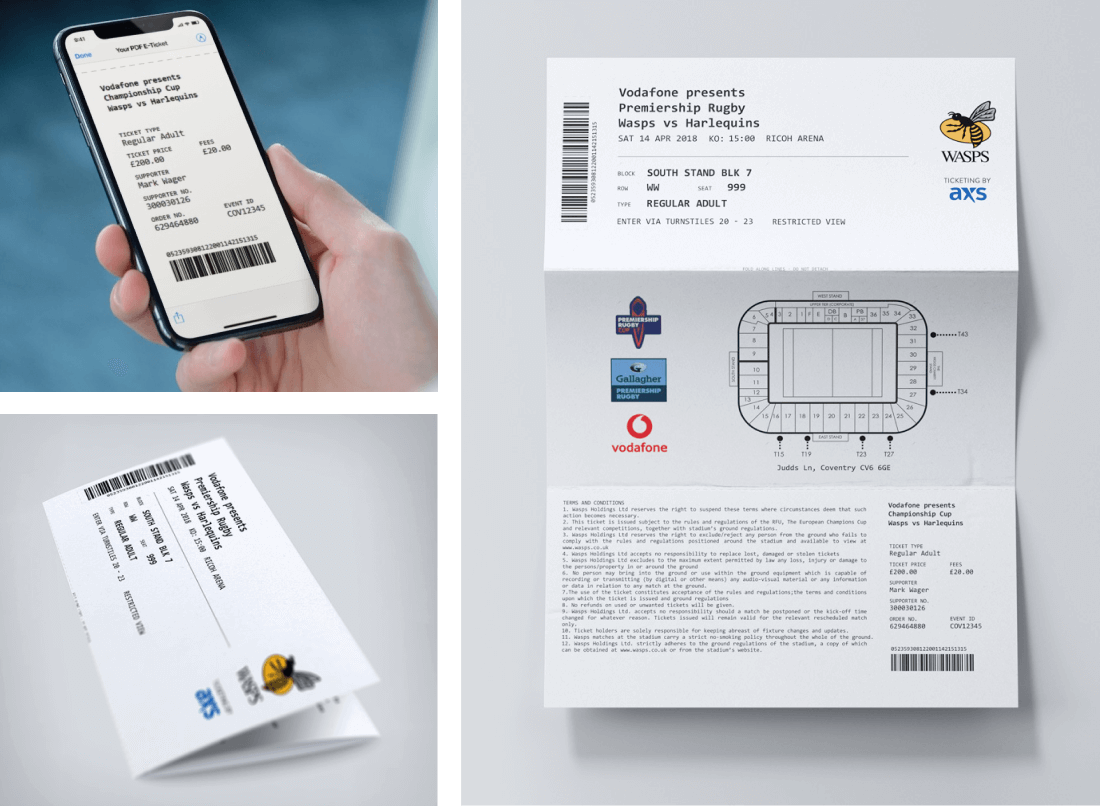 9:41
Done
Your PDF E-Ticket
Vodafone presents
Championship Cup
Wasps vs Harlequins
TICKET TYPE
Regular Adult
TICKET PRICE FEES
£200.00 £20.00
SUPPORTER
Mark Wager
SUPPORTER NO.
300030126
ORDER NO. EVENT ID
629464880 COV12345
052359308122001142151315
Vodafone presents
Premiership Rugby
Wasps vs Harlequins
SAT 14 APR 2018 KO: 15:00 RICOH ARENA
BLOCK SOUTH STAND BLK 7
ROW WW SEAT 999
TYPE REGULAR ADULT
ENTER VIA TURNSTILES 20 - 23 RESTRICTED VIEW
WASPS
TICKETING BY
axs
052359308122001142151315
Vodafone presents
Premiership Rugby
Wasps vs Harlequins
SAT 14 APR 2018 KO: 15:00 RICOH ARENA
BLOCK SOUTH STAND BLK 7
ROW WW SEAT 999
TYPE REGULAR ADULT
ENTER VIA TURNSTILES 20 - 23 RESTRICTED VIEW
WASPS
TICKETING BY
axs
FOLD ALONG LINES - DO NOT DETACH
PREMIERSHIP
RUGBY
CUP
Gallagher
PREMIERSHIP
RUGBY
vodafone
WEST STAND
UPPER TIER (CORPORATE)
6 5 4 3 2 1 F E DB B PB 36 35 34 33
7 32
8 31
9 30
10 29
11 28
12 27
13 26
14 15 16 17 18 19 20 21 22 23 24 25
SOUTH STAND
EAST STAND
T43
T34
T15 T19 T23 T27
Judds Ln, Coventry CV6 6GE
TERMS AND CONDITIONS
1. Wasps Holdings Ltd reserves the right to suspend these terms where circumstances deem that such
action becomes necessary.
2. This ticket is issued subject to the rules and regulations of the RFU, The European Champions Cup
and relevant competitions, together with stadium's ground regulations.
3. Wasps Holdings Ltd reserves the right to exclude/reject any person from the ground who fails to
comply with the rules and regulations positioned around the stadium and available to view at
www.wasps.co.uk
4. Wasps Holdings Ltd accepts no responsibility to replace lost, damaged or stolen tickets
5. Wasps Holdings Ltd excludes to the maximum extent permitted by law any loss, injury or damage to
the persons/property in or around the ground
6. No person may bring into the ground or use within the ground equipment which is capable of
recording or transmitting (by digital or other means) any audio-visual material or any information
or data in relation to any match at the ground.
7.The use of the ticket constitutes acceptance of the rules and regulations;the terms and conditions
upon which the ticket is issued and ground regulations
8. No refunds on used or unwanted tickets will be given.
9. Wasps Holdings Ltd. accepts no responsibility should a match be postponed or the kick-off time
changed for whatever reason. Tickets issued will remain valid for the relevant rescheduled match
only.
10. Ticket holders are solely responsible for keeping abreast of fixture changes and updates.
11. Wasps matches at the stadium carry a strict no-smoking policy throughout the whole of the ground.
12. Wasps Holdings Ltd. strictly adheres to the ground regulations of the stadium, a copy of which
can be obtained at www.wasps.co.uk or from the stadium's website.
Vodafone presents
Championship Cup
Wasps vs Harlequins
TICKET TYPE
Regular Adult
TICKET PRICE FEES
£200.00 £20.00
SUPPORTER
Mark Wager
SUPPORTER NO.
300030126
ORDER NO. EVENT ID
629464880 COV12345
052359308122001142151315